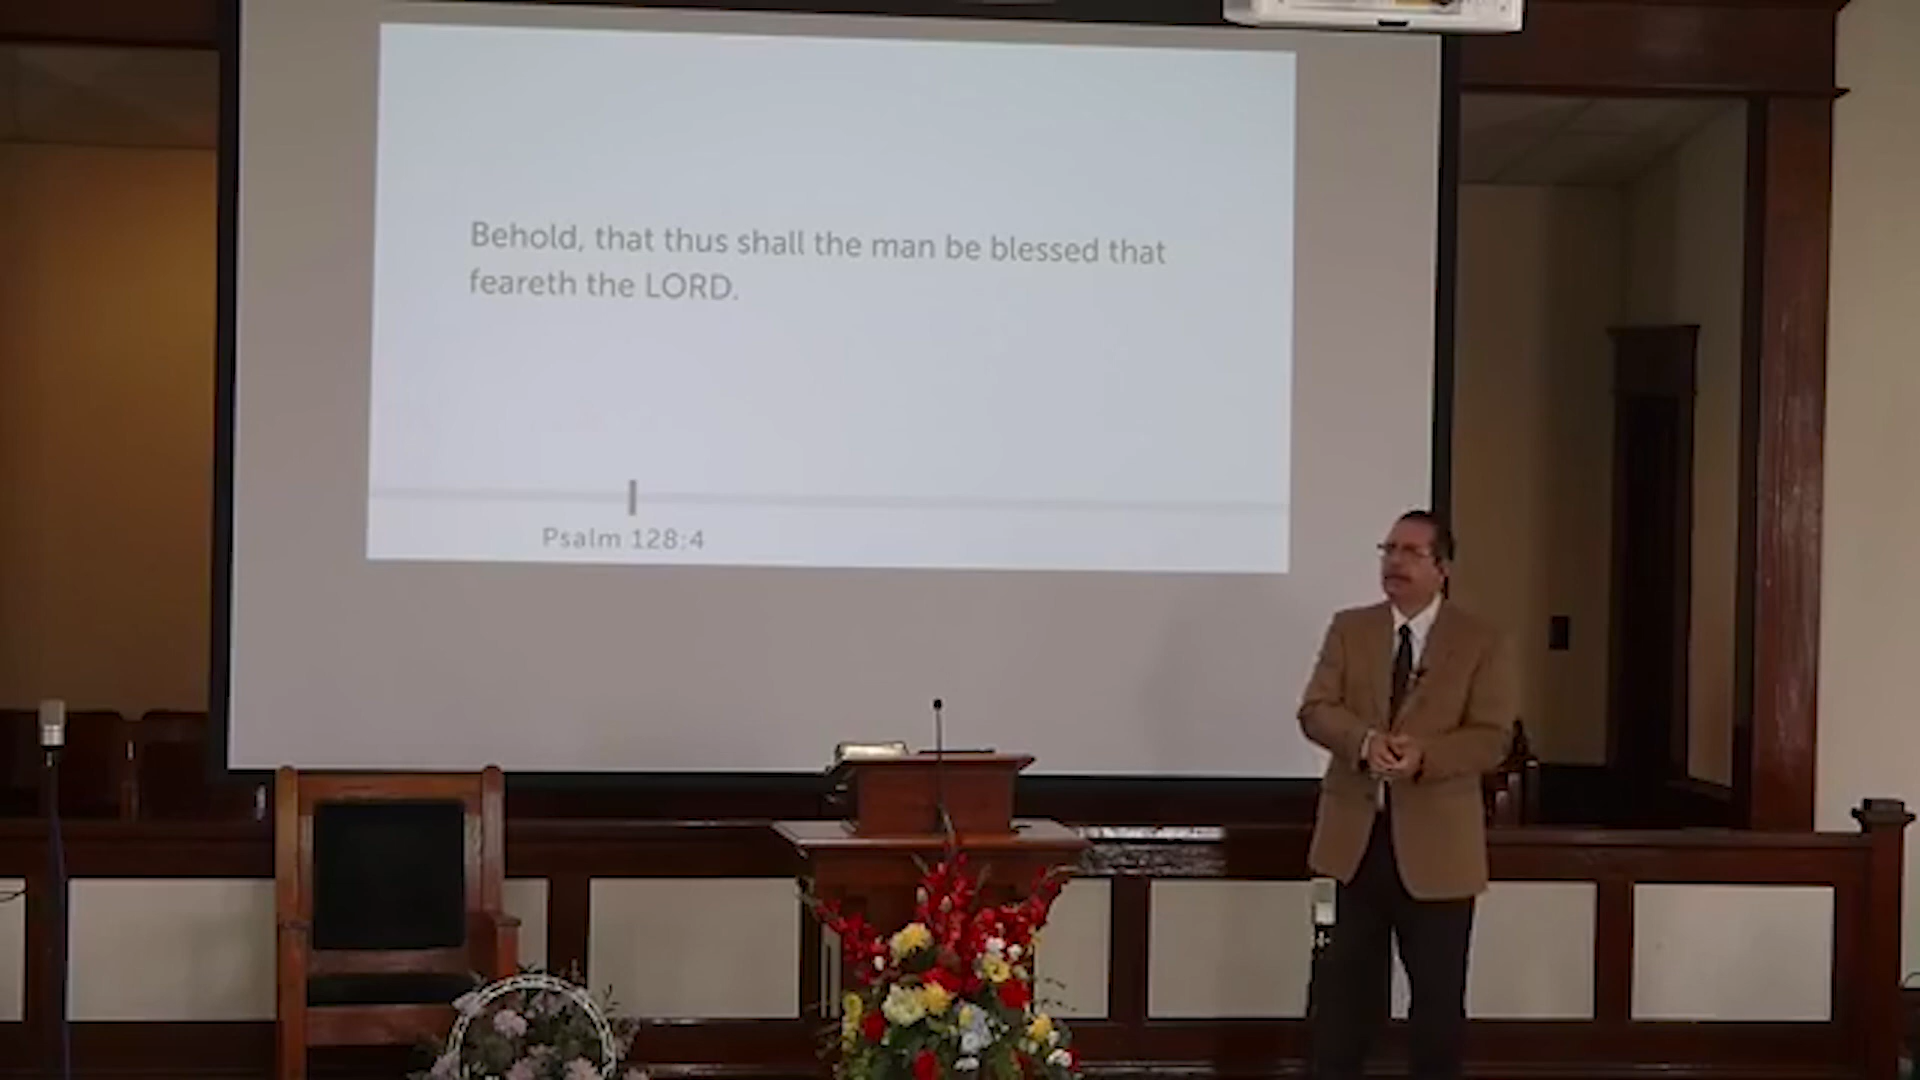 Behold, that thus shall the man be blessed that
feareth the LORD.
Psalm 128:4